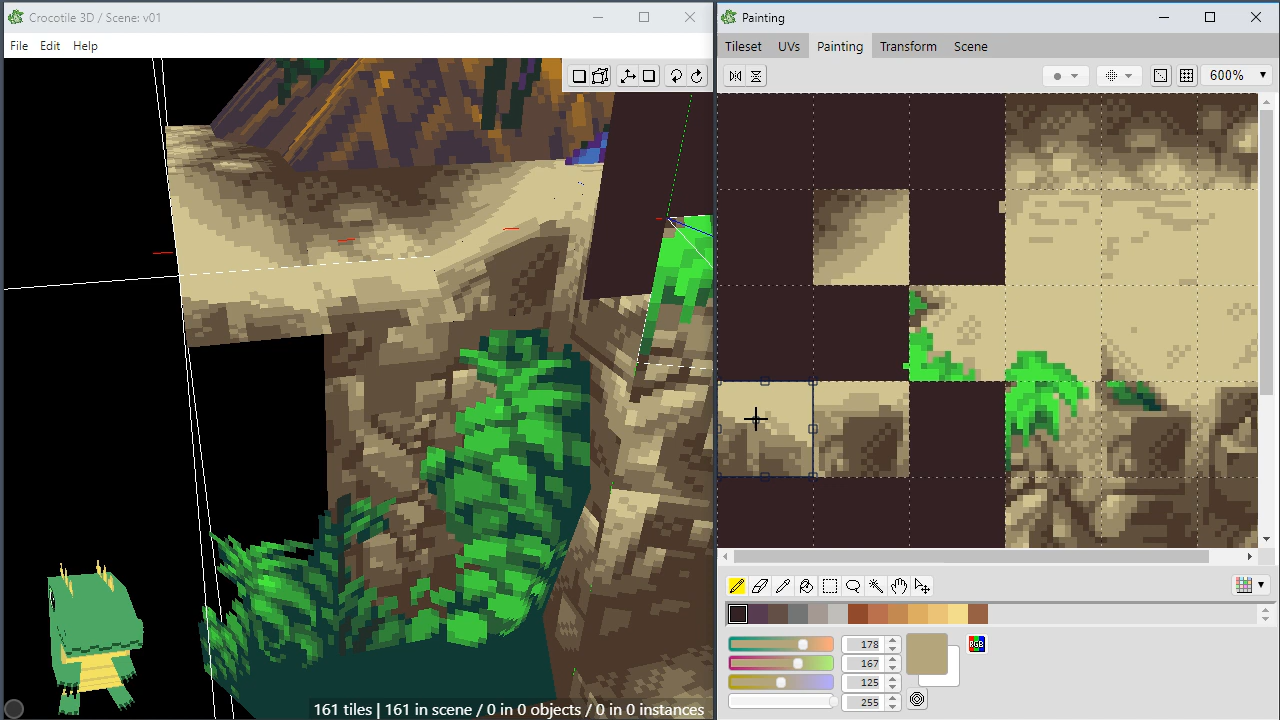 Crocotile 3D / Scene: v01
File Edit Help
161 tiles | 161 in scene / 0 in 0 objects / 0 in 0 instances
Painting
Tileset UVs Painting Transform Scene
600%
RGB
178
167
125
255